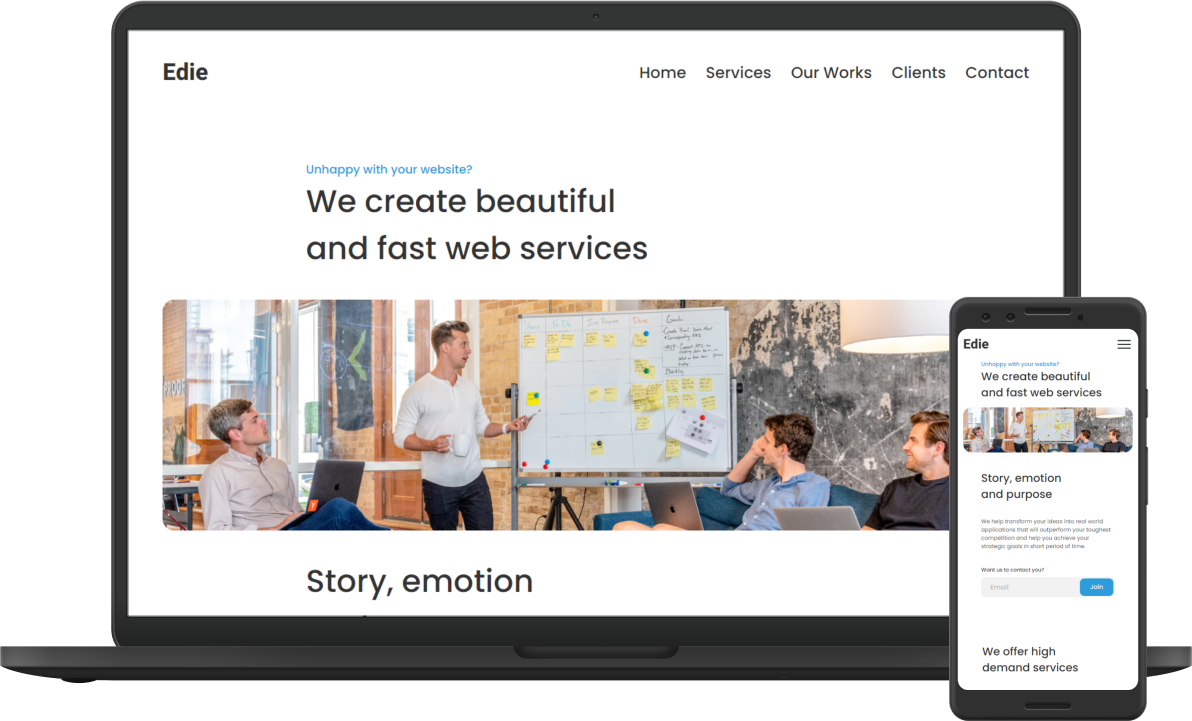 Edie
Home Services Our Works Clients Contact
Unhappy with your website?
We create beautiful
and fast web services
Story, emotion
Edie
Unhappy with your website?
We create beautiful
and fast web services
Story, emotion
and purpose
We help transform your ideas into real world
applications that will outperform your toughest
competition and help you achieve your
strategic goals in short period of time.
Want us to contact you?
Email
Join
We offer high
demand services